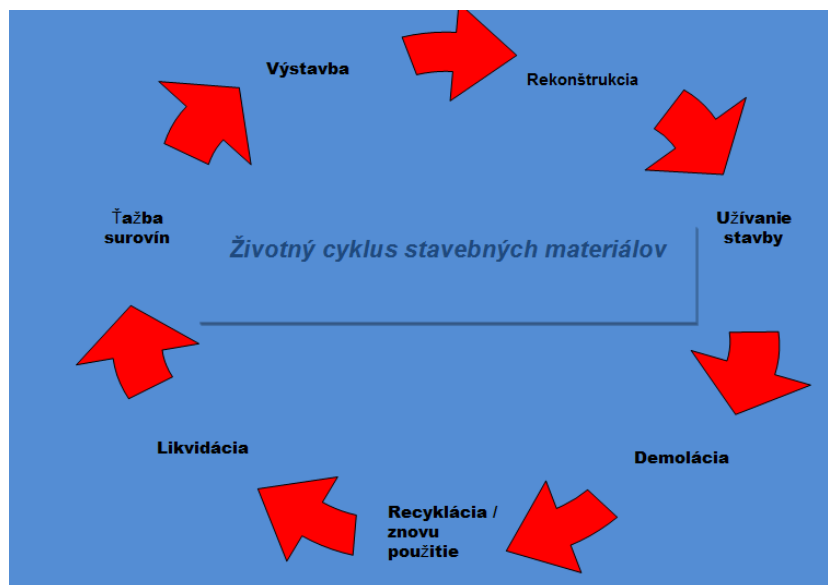 Výstavba
Rekonštrukcia
Ťažba
surovín
Užívanie
stavby
Životný cyklus stavebných materiálov
Likvidácia
Demolácia
Recyklácia /
znovu
použitie